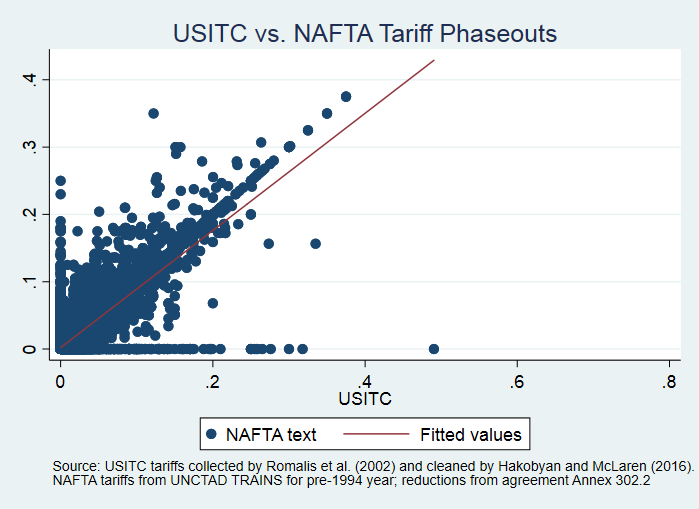 USITC vs. NAFTA Tariff Phaseouts
.4
.3
.2
.1
0
0 .2 .4 .6 .8
USITC
NAFTA text Fitted values
Source: USITC tariffs collected by Romalis et al. (2002) and cleaned by Hakobyan and McLaren (2016).
NAFTA tariffs from UNCTAD TRAINS for pre-1994 year; reductions from agreement Annex 302.2